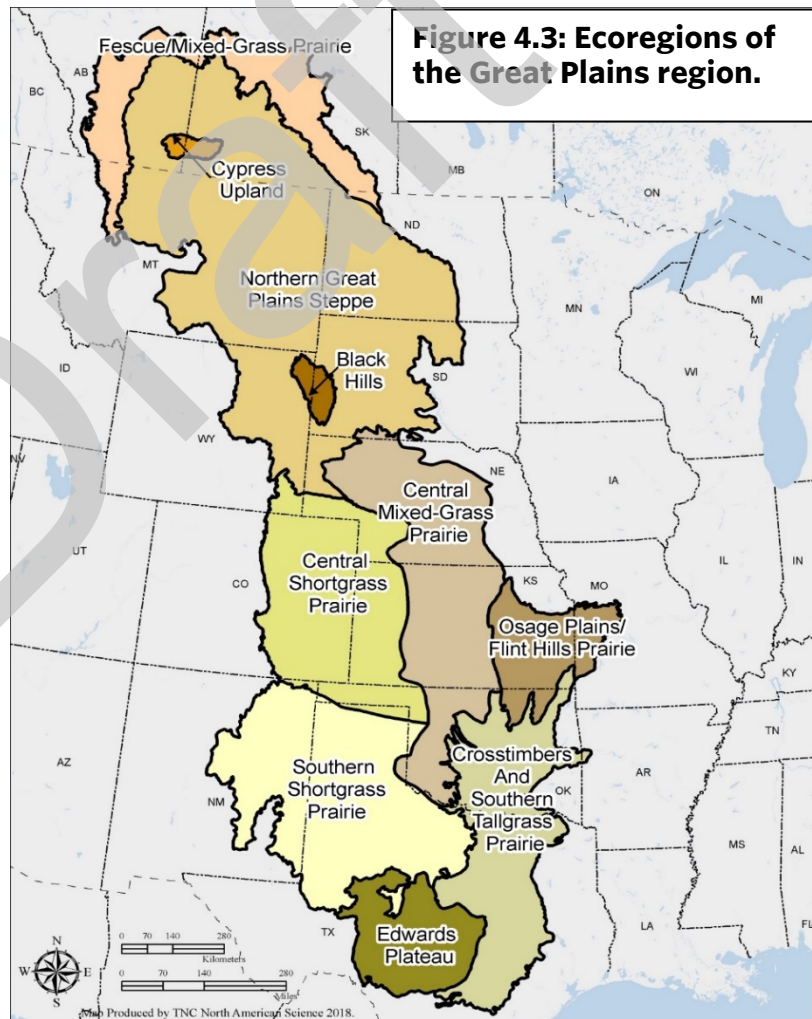 Figure 4.3: Ecoregions of
the Great Plains region.
Fescue/Mixed-Grass Prairie
AB
BC
SK
MB
ON
Cypress
Upland
ND
MT
Northern Great
Plains Steppe
MN
MI
Black
Hills
ID
SD
WI
WY
NV
NE
IA
Central
Mixed-Grass
Prairie
UT
CO
Central
Shortgrass
Prairie
KS
MO
IL
IN
Osage Plains/
Flint Hills Prairie
KY
TN
AZ
NM
Southern
Shortgrass
Prairie
Crosstimbers
And
Southern
Tallgrass
Prairie
OK
AR
MS
AL
TX
LA
FL
Edwards
Plateau
N
W
E
S
0 70 140 280
Kilometers
0 70 140 280
Miles
Map Produced by TNC North American Science 2018.
Draft